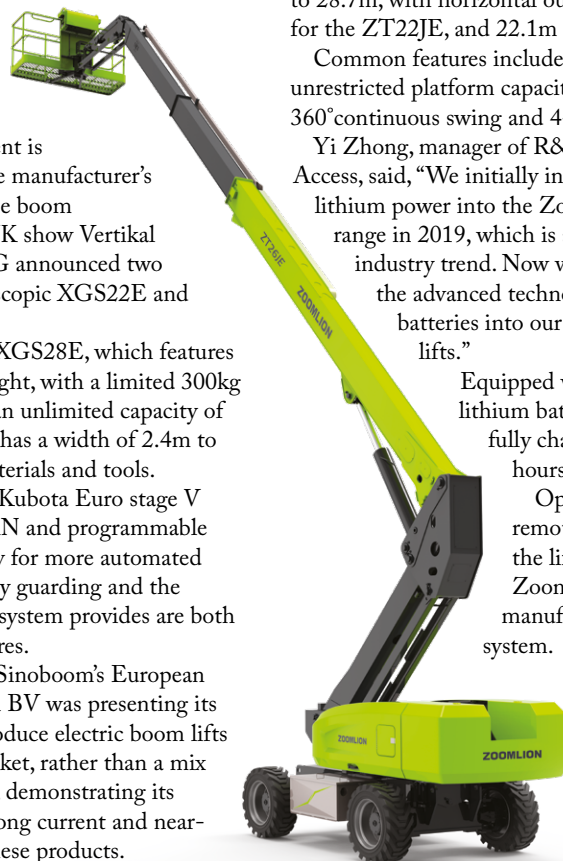 ent is
manufacturer's
e boom
K show Vertikal
G announced two
scopic XGS22E and
XGS28E, which features
ght, with a limited 300kg
an unlimited capacity of
has a width of 2.4m to
terials and tools.
Kubota Euro stage V
AN and programmable
y for more automated
y guarding and the
system provides are both
res.
Sinoboom's European
BV was presenting its
oduce electric boom lifts
ket, rather than a mix
demonstrating its
ong current and near-
hese products.
to 28.7m, with horizontal ou
for the ZT22JE, and 22.1m
Common features include
unrestricted platform capacit
360°continuous swing and 4
Yi Zhong, manager of R&
Access, said, “We initially in
lithium power into the Zo
range in 2019, which is
industry trend. Now w
the advanced techno
batteries into our
lifts.”
Equipped v
lithium bat
fully cha
hours
Op
remov
the li
Zoon
manuf
system.
ZT26JE
ZOOMLION
ZOOMLION
ZOOMLION